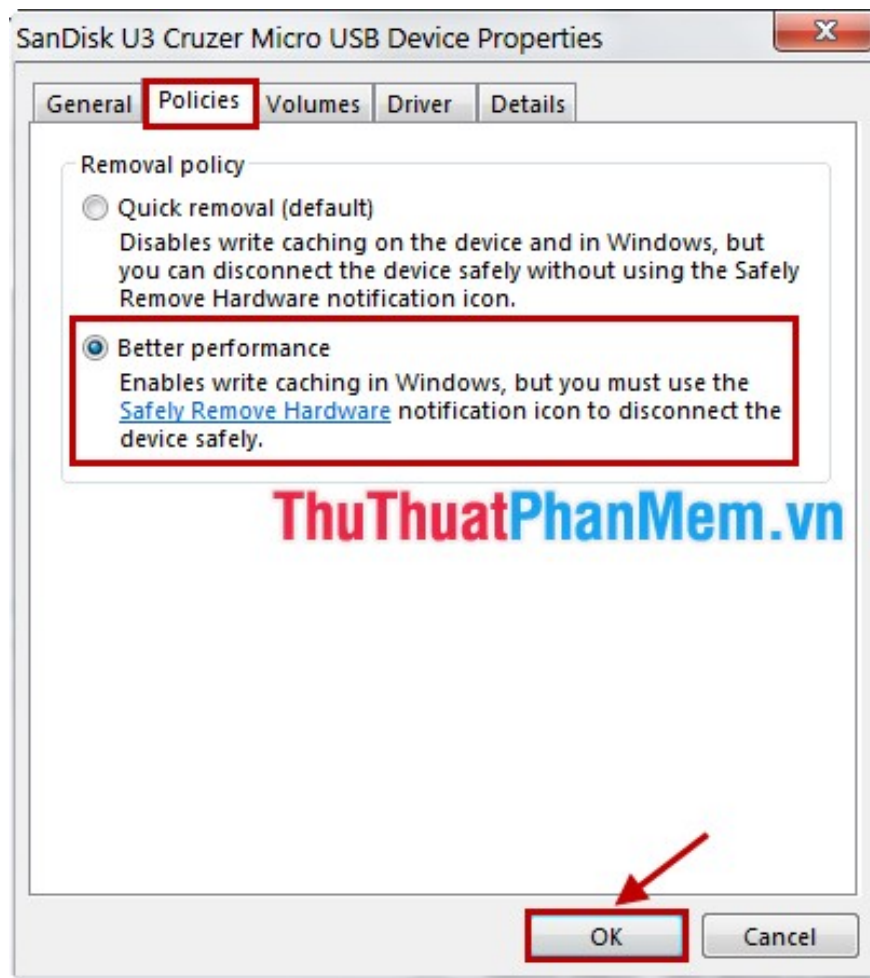 SanDisk U3 Cruzer Micro USB Device Properties
General Policies Volumes Driver Details
Removal policy
Quick removal (default)
Disables write caching on the device and in Windows, but
you can disconnect the device safely without using the Safely
Remove Hardware notification icon.
Better performance
Enables write caching in Windows, but you must use the
Safely Remove Hardware notification icon to disconnect the
device safely.
ThuThuatPhanMem.vn
OK Cancel